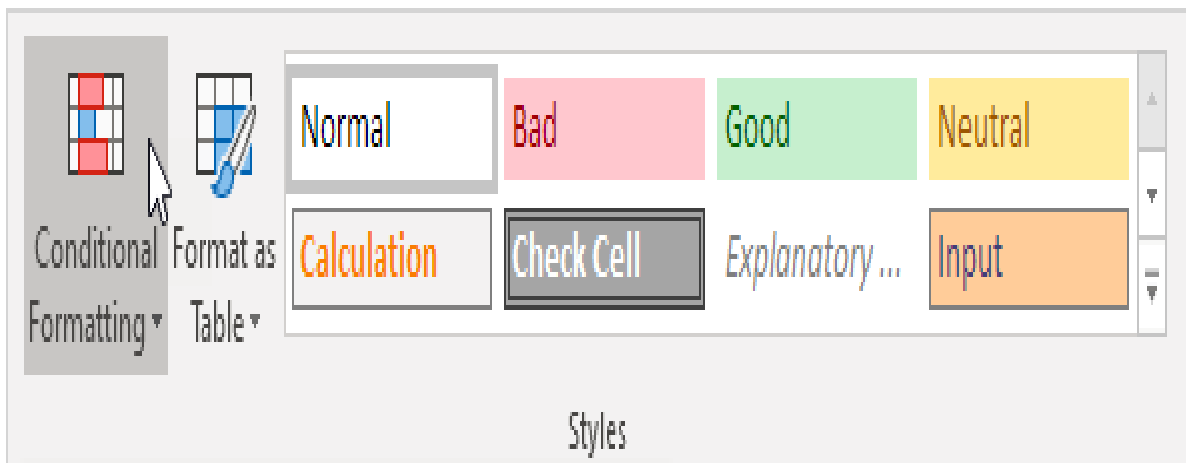 Normal Bad Good Neutral
Conditional Formatting
Format as Table
Calculation Check Cell Explanatory ... Input
Styles